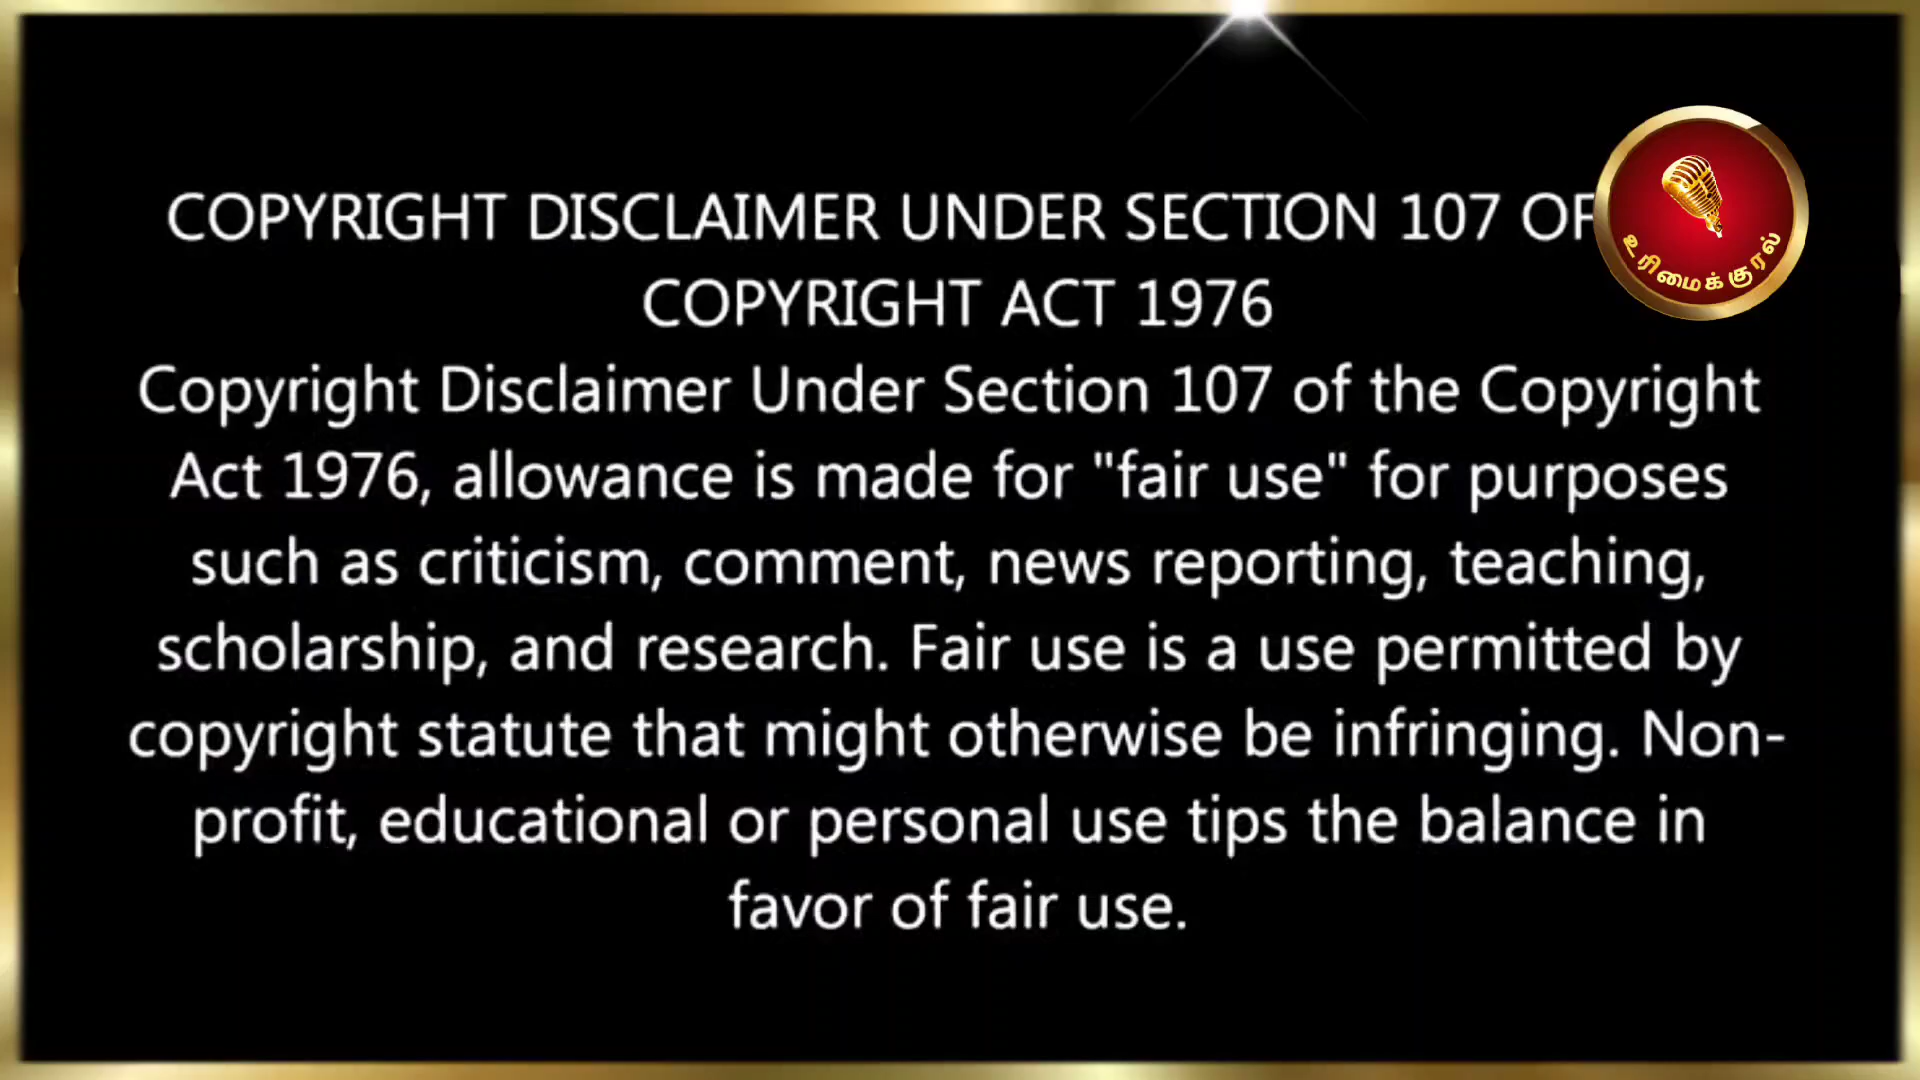 COPYRIGHT DISCLAIMER UNDER SECTION 107 OF
COPYRIGHT ACT 1976
Copyright Disclaimer Under Section 107 of the Copyright
Act 1976, allowance is made for "fair use" for purposes
such as criticism, comment, news reporting, teaching,
scholarship, and research. Fair use is a use permitted by
copyright statute that might otherwise be infringing. Non-
profit, educational or personal use tips the balance in
favor of fair use.
உரிமைக்குரல்